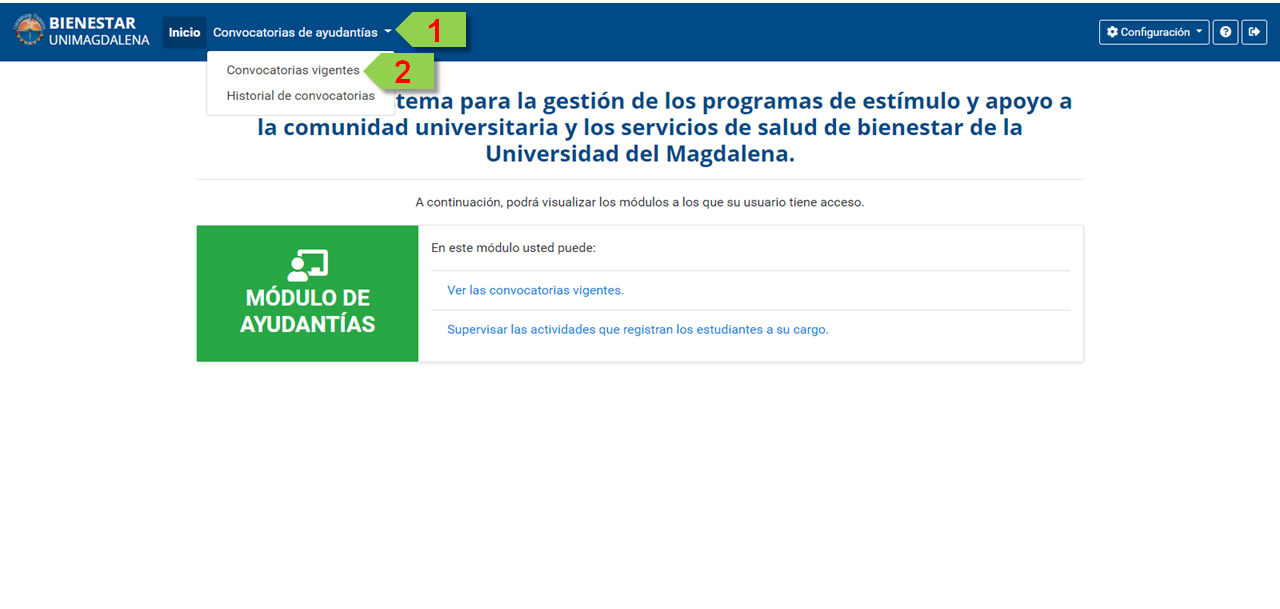 BIENESTAR
UNIMAGDALENA
Inicio
Convocatorias de ayudantías
1
Configuración
Convocatorias vigentes
2
Historial de convocatorias
tema para la gestión de los programas de estímulo y apoyo a
la comunidad universitaria y los servicios de salud de bienestar de la
Universidad del Magdalena.
A continuación, podrá visualizar los módulos a los que su usuario tiene acceso.
MÓDULO DE
AYUDANTÍAS
En este módulo usted puede:
Ver las convocatorias vigentes.
Supervisar las actividades que registran los estudiantes a su cargo.